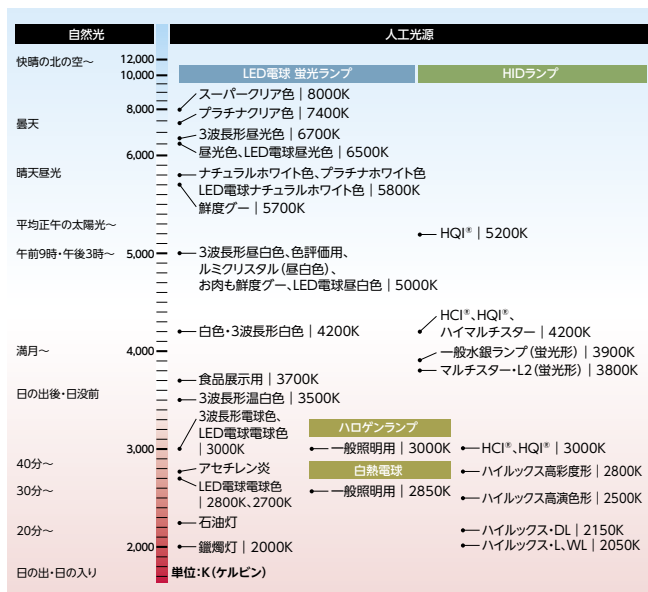 自然光
人工光源
快晴の北の空〜
曇天
晴天昼光
平均正午の太陽光〜
午前9時・午後3時〜
満月〜
日の出後・日没前
40分〜
30分〜
20分〜
日の出・日の入り
12,000
10,000
8,000
6,000
5,000
4,000
3,000
2,000
LED電球 蛍光ランプ
スーパークリア色｜8000K
プラチナクリア色｜7400K
3波長形昼光色｜6700K
昼光色、LED電球昼光色｜6500K
ナチュラルホワイト色、プラチナホワイト色
LED電球ナチュラルホワイト色｜5800K
鮮度グー｜5700K
3波長形昼白色、色評価用、
ルミクリスタル(昼白色)、
お肉も鮮度グー、LED電球昼白色｜5000K
白色・3波長形白色｜4200K
食品展示用｜3700K
3波長形温白色｜3500K
3波長形電球色、
LED電球電球色
｜3000K
アセチレン炎
LED電球電球色
｜2800K、2700K
石油灯
鑞燭灯｜2000K
単位:K(ケルビン)
ハロゲンランプ
一般照明用｜3000K
白熱電球
一般照明用｜2850K
HIDランプ
HQI®｜5200K
HCI®、HQI®、
ハイマルチスター｜4200K
一般水銀ランプ(蛍光形)｜3900K
マルチスター・L2(蛍光形)｜3800K
HCI®、HQI®｜3000K
ハイルックス高彩度形｜2800K
ハイルックス高演色形｜2500K
ハイルックス・DL｜2150K
ハイルックス・L、WL｜2050K